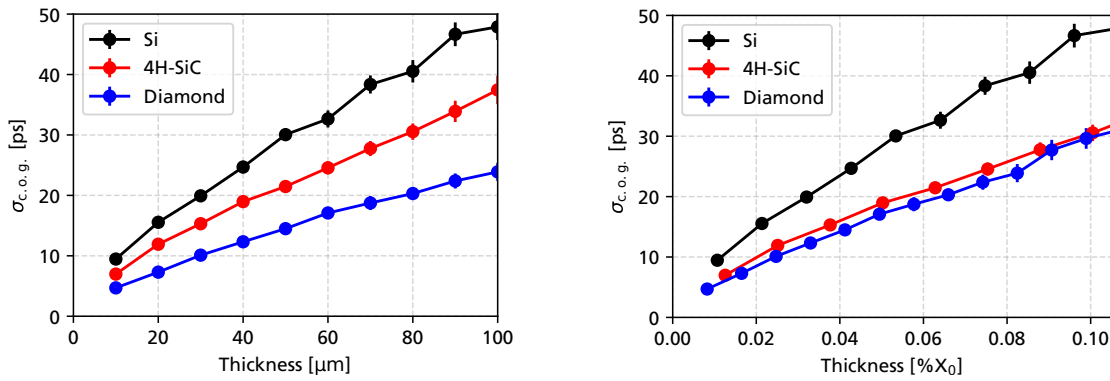 50
40
30
20
10
0
σc. o. g. [ps]
Si
4H-SiC
Diamond
20 40 60 80 100
Thickness [μm]
50
40
30
20
10
0
σc. o. g. [ps]
Si
4H-SiC
Diamond
0.00 0.02 0.04 0.06 0.08 0.10
Thickness [%X₀]